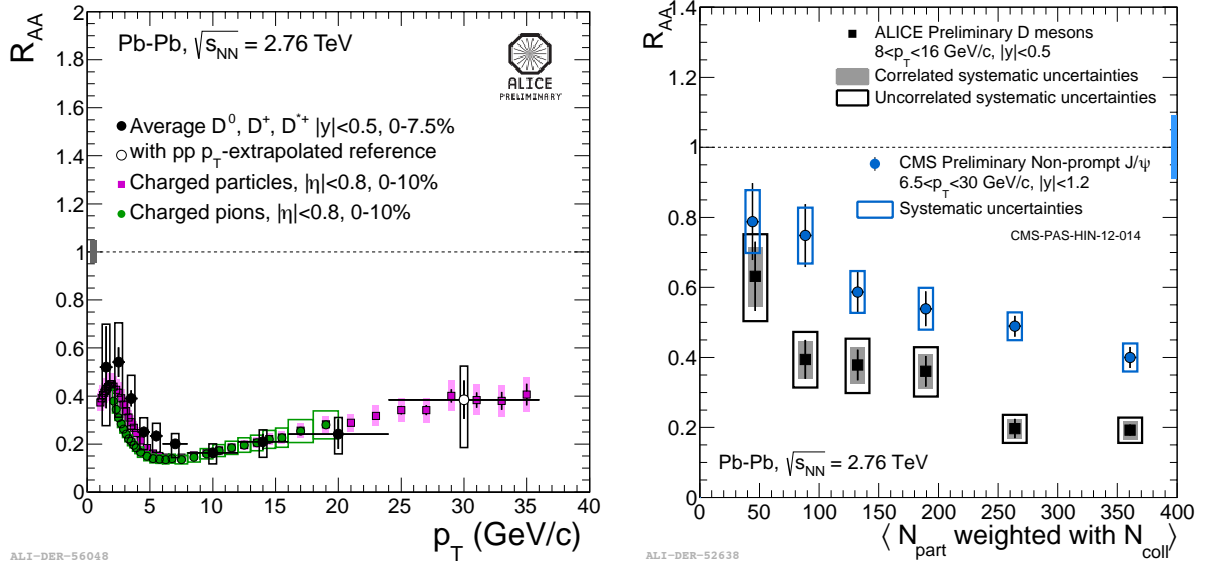 R_AA
2
1.8
1.6
1.4
1.2
1
0.8
0.6
0.4
0.2
0
Pb-Pb, √s_NN = 2.76 TeV
ALICE
PRELIMINARY
Average D^0, D^+, D^*+ |y|<0.5, 0-7.5%
with pp p_T-extrapolated reference
Charged particles, |η|<0.8, 0-10%
Charged pions, |η|<0.8, 0-10%
0 5 10 15 20 25 30 35 40
p_T (GeV/c)
ALI-DER-56048
R_AA
1.4
1.2
1
0.8
0.6
0.4
0.2
0
ALICE Preliminary D mesons
8<p_T<16 GeV/c, |y|<0.5
Correlated systematic uncertainties
Uncorrelated systematic uncertainties
CMS Preliminary Non-prompt J/ψ
6.5<p_T<30 GeV/c, |y|<1.2
Systematic uncertainties
CMS-PAS-HIN-12-014
Pb-Pb, √s_NN = 2.76 TeV
0 50 100 150 200 250 300 350 400
⟨ N_part weighted with N_coll ⟩
ALI-DER-52638